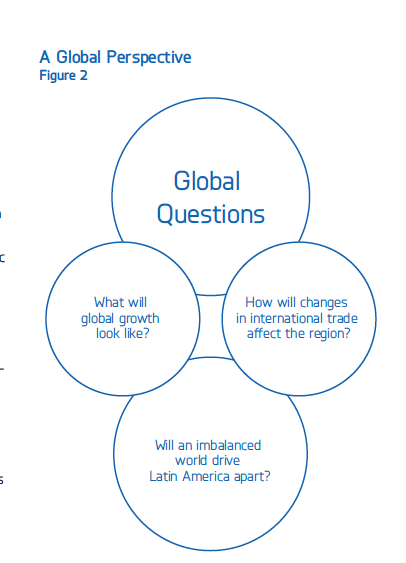 A Global Perspective
Figure 2
Global
Questions
What will
global growth
look like?
How will changes
in international trade
affect the region?
Will an imbalanced
world drive
Latin America apart?